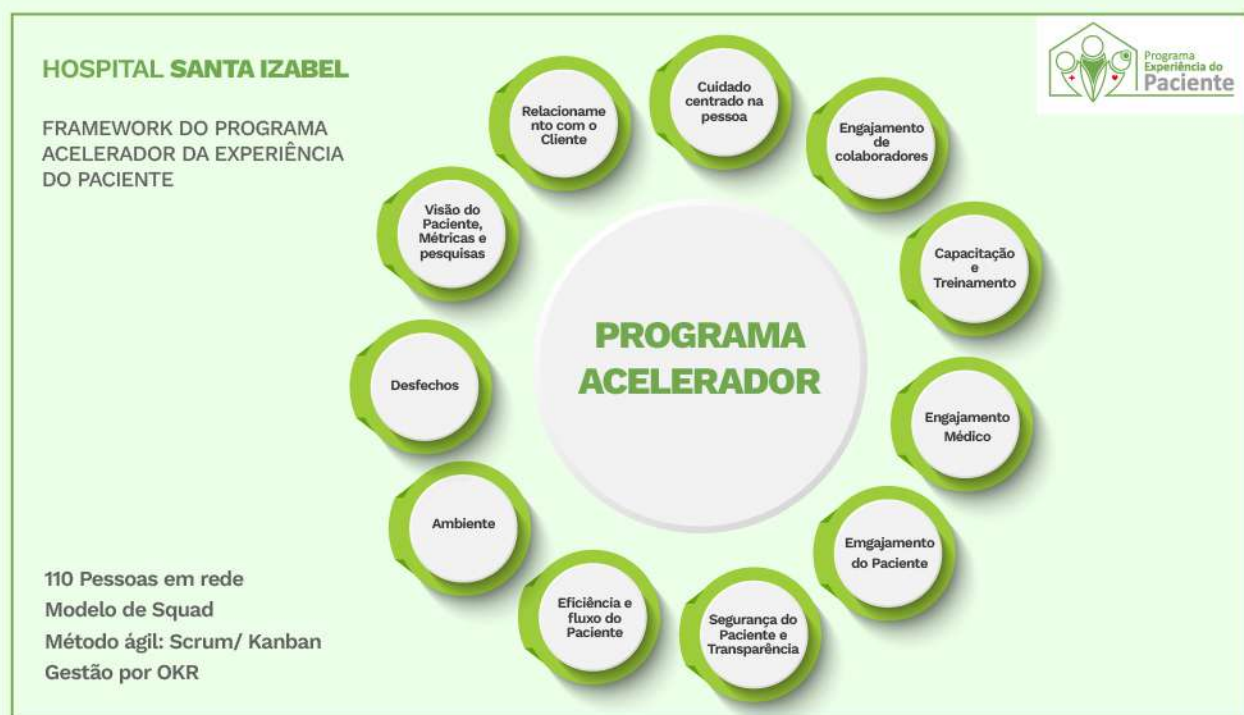 HOSPITAL SANTA IZABEL
FRAMEWORK DO PROGRAMA
ACELERADOR DA EXPERIÊNCIA
DO PACIENTE
Programa
Experiência do
Paciente
Cuidado
centrado na
pessoa
Engajamento
de
colaboradores
Capacitação
e
Treinamento
Engajamento
Médico
Emgajamento
do Paciente
Segurança do
Paciente e
Transparência
Eficiência e
fluxo do
Paciente
Ambiente
Desfechos
Visão do
Paciente,
Métricas e
pesquisas
Relacioname
nto com o
Cliente
PROGRAMA
ACELERADOR
110 Pessoas em rede
Modelo de Squad
Método ágil: Scrum/ Kanban
Gestão por OKR